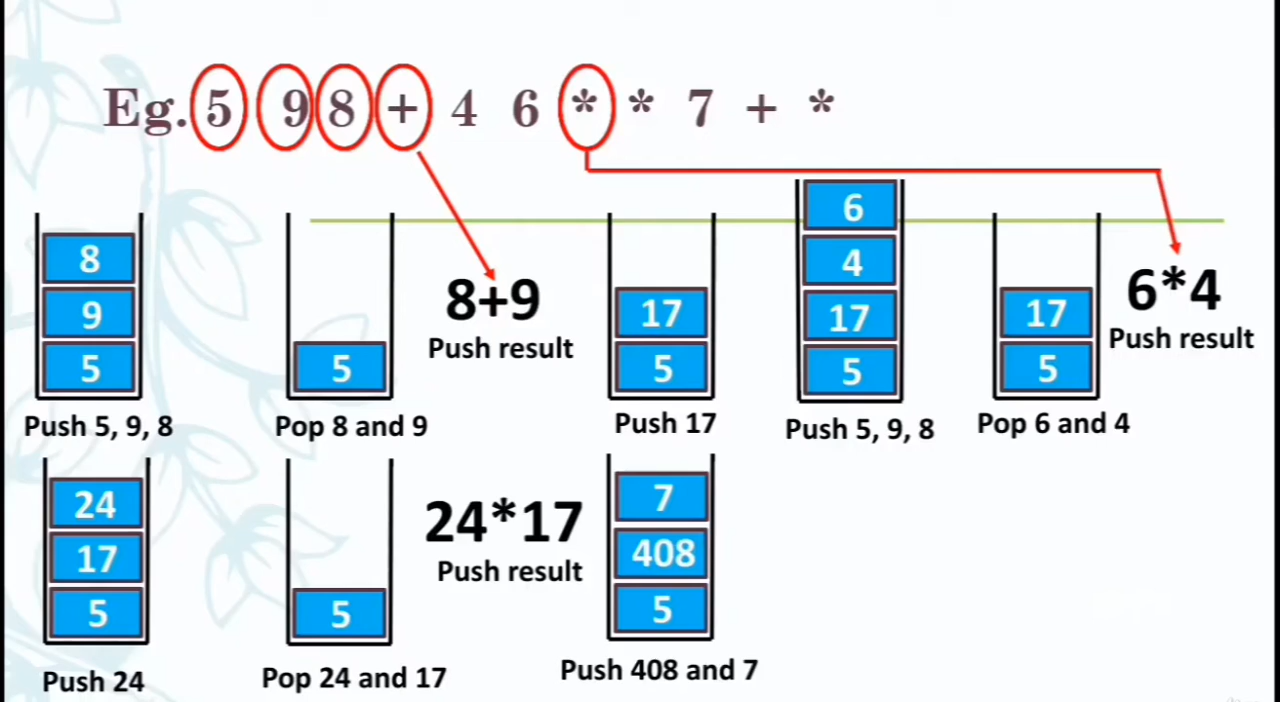 Eg. 5 9 8 + 4 6 * * 7 + *
8
9
5
Push 5, 9, 8
5
Pop 8 and 9
8+9
Push result
17
5
Push 17
6
4
17
5
Push 5, 9, 8
17
5
Pop 6 and 4
6*4
Push result
24
17
5
Push 24
5
Pop 24 and 17
24*17
Push result
7
408
5
Push 408 and 7